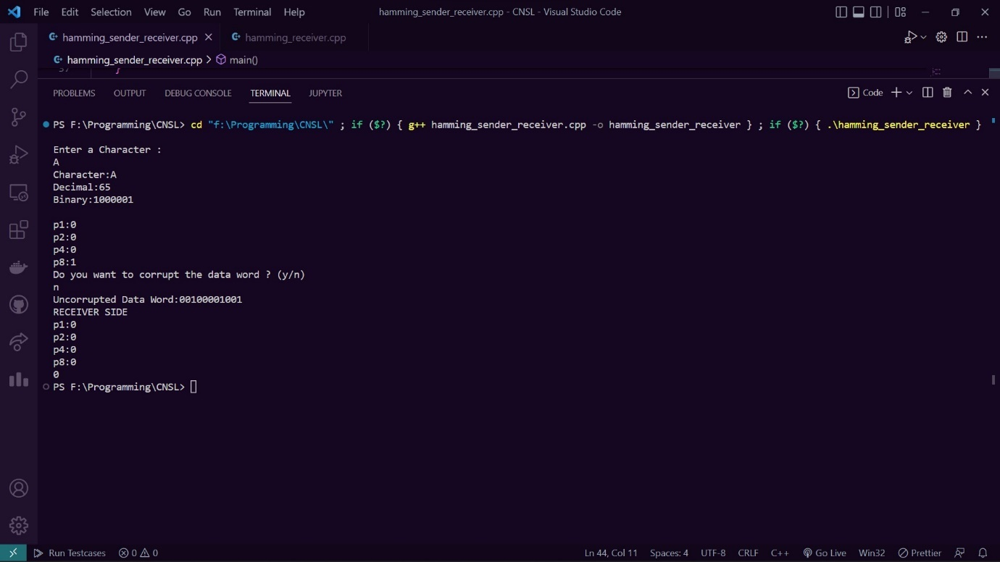 File Edit Selection View Go Run Terminal Help hamming_sender_receiver.cpp - CNSL - Visual Studio Code
hamming_sender_receiver.cpp hamming_receiver.cpp
hamming_sender_receiver.cpp > main()
37 }
PROBLEMS OUTPUT DEBUG CONSOLE TERMINAL JUPYTER Code
PS F:\Programming\CNSL> cd "f:\Programming\CNSL\" ; if ($?) { g++ hamming_sender_receiver.cpp -o hamming_sender_receiver } ; if ($?) { .\hamming_sender_receiver }
Enter a Character :
A
Character:A
Decimal:65
Binary:1000001
p1:0
p2:0
p4:0
p8:1
Do you want to corrupt the data word ? (y/n)
n
Uncorrupted Data Word:00100001001
RECEIVER SIDE
p1:0
p2:0
p4:0
p8:0
0
PS F:\Programming\CNSL>
Run Testcases 0 0 Ln 44, Col 11 Spaces: 4 UTF-8 CRLF C++ Go Live Win32 Prettier